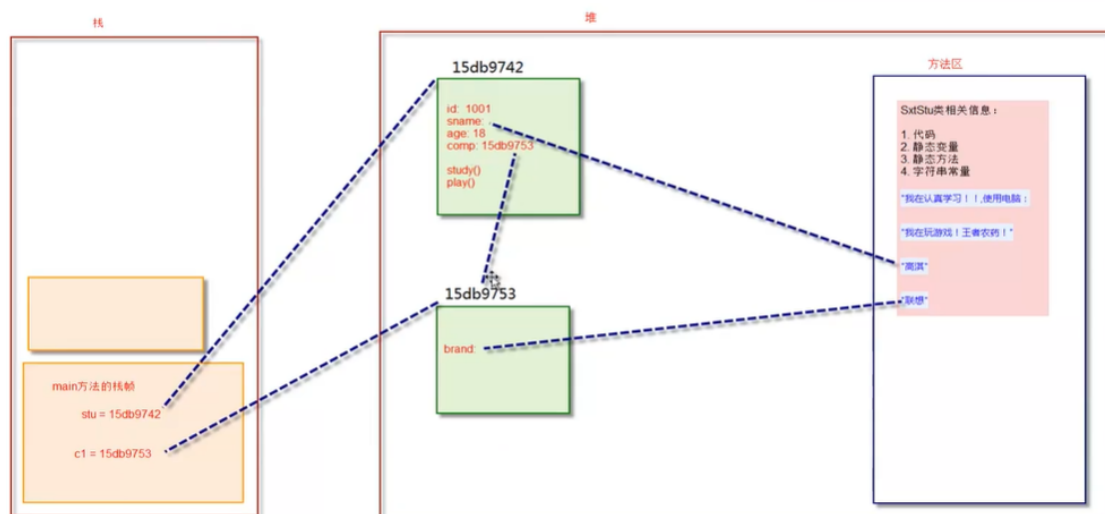 栈
堆
15db9742
id: 1001
sname:
age: 18
comp: 15db9753
study()
play()
方法区
SxtStu类相关信息：
1. 代码
2. 静态变量
3. 静态方法
4. 字符串常量
"我在认真学习！！,使用电脑：
"我在玩游戏！王者农药！"
"高淇"
"联想"
15db9753
brand:
main方法的栈帧
stu = 15db9742
c1 = 15db9753